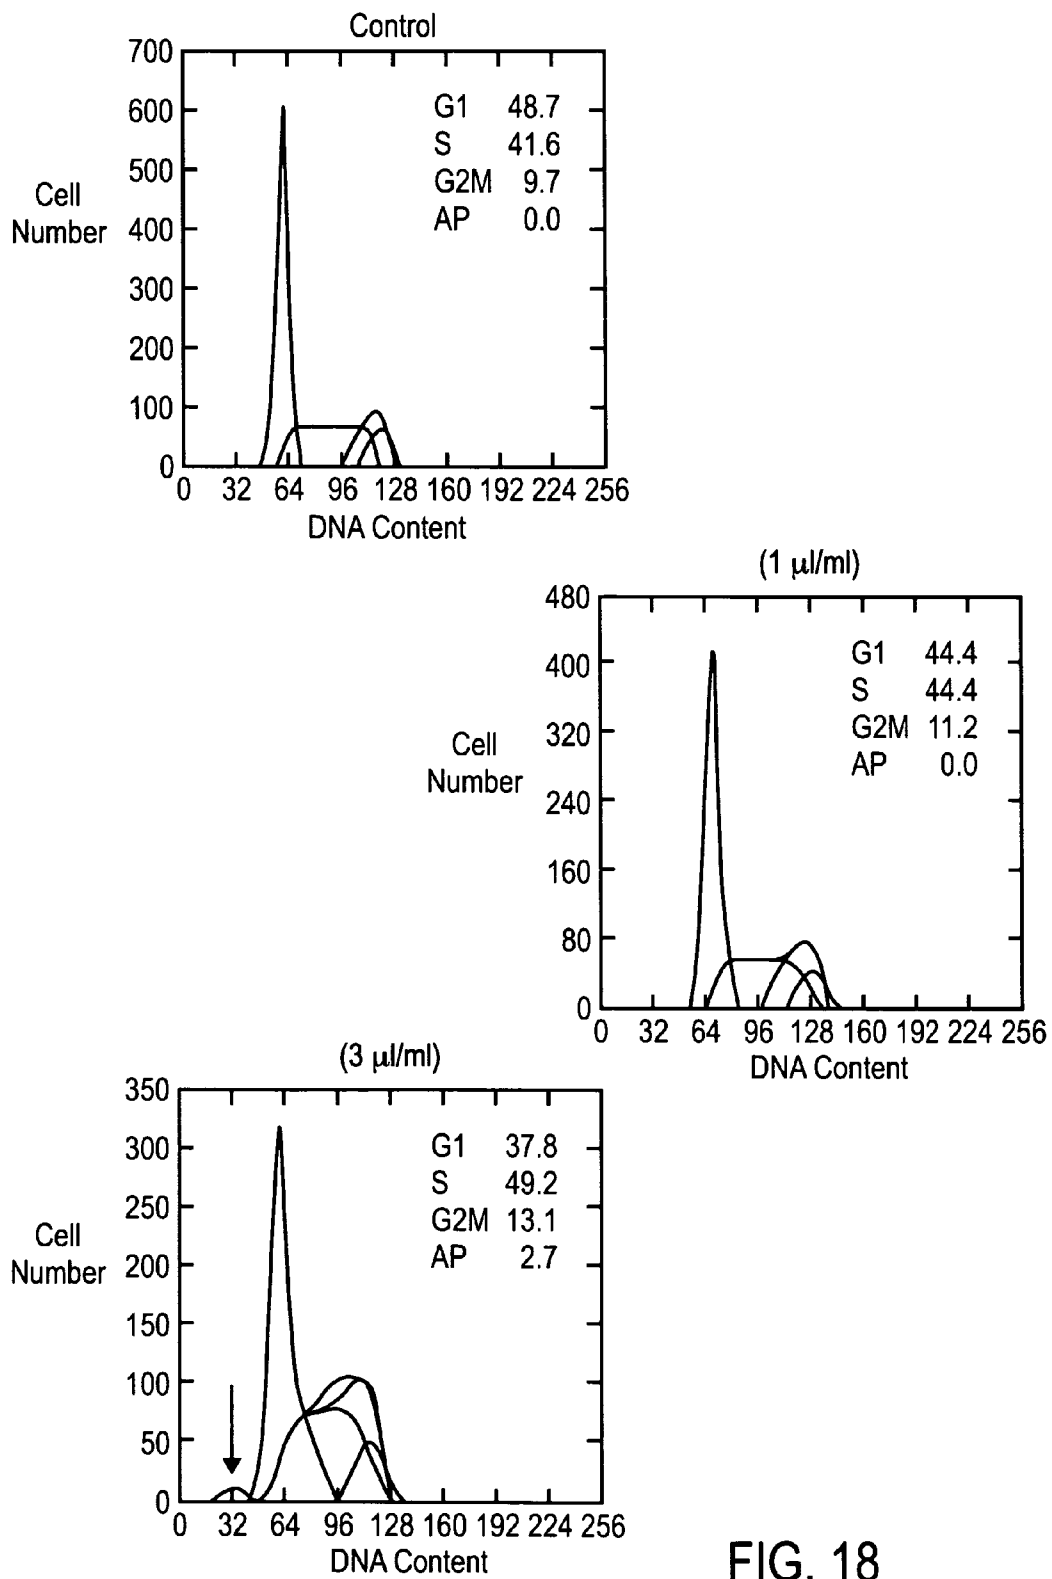 Control
700
600
500
400
300
200
100
0
Cell
Number
G1 48.7
S 41.6
G2M 9.7
AP 0.0
0 32 64 96 128 160 192 224 256
DNA Content
(1 μl/ml)
480
400
320
240
160
80
0
Cell
Number
G1 44.4
S 44.4
G2M 11.2
AP 0.0
0 32 64 96 128 160 192 224 256
DNA Content
(3 μl/ml)
350
300
250
200
150
100
50
0
Cell
Number
G1 37.8
S 49.2
G2M 13.1
AP 2.7
0 32 64 96 128 160 192 224 256
DNA Content
FIG. 18